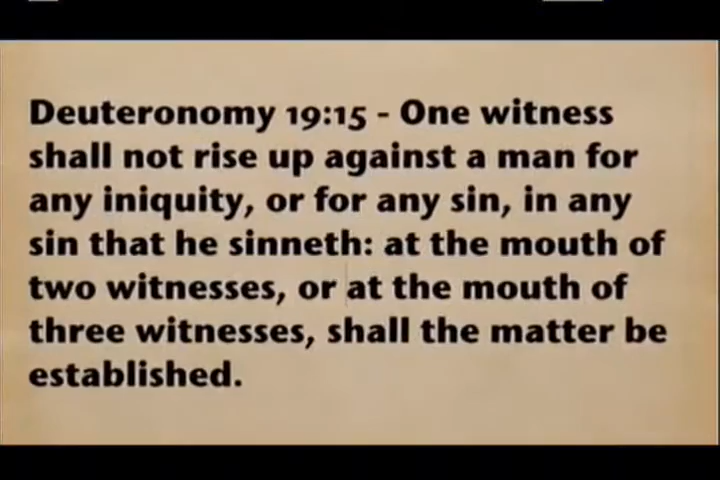 Deuteronomy 19:15 - One witness
shall not rise up against a man for
any iniquity, or for any sin, in any
sin that he sinneth: at the mouth of
two witnesses, or at the mouth of
three witnesses, shall the matter be
established.